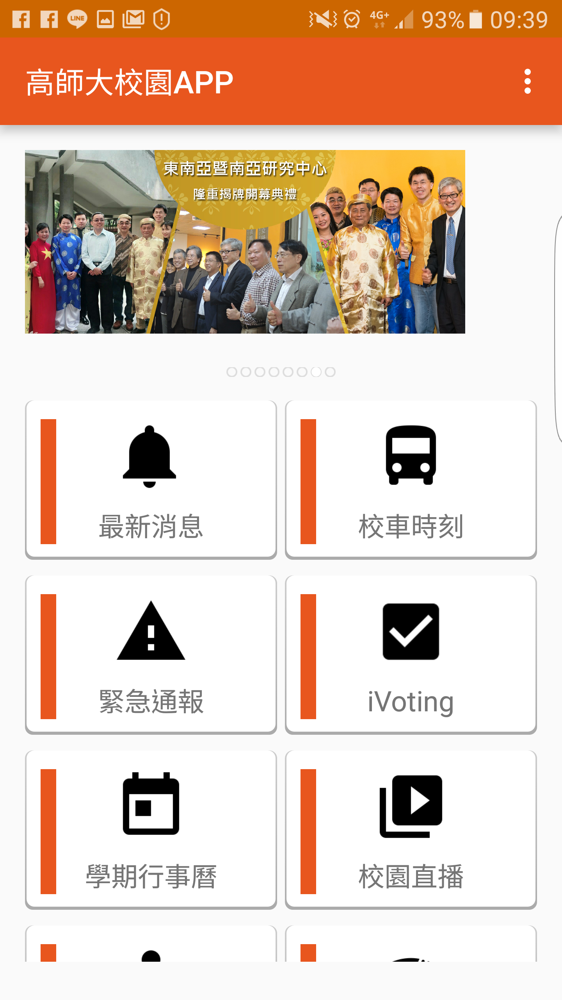 LINE
4G+
93%
09:39
高師大校園APP
東南亞暨南亞研究中心
隆重揭牌開幕典禮
最新消息
校車時刻
緊急通報
iVoting
學期行事曆
校園直播